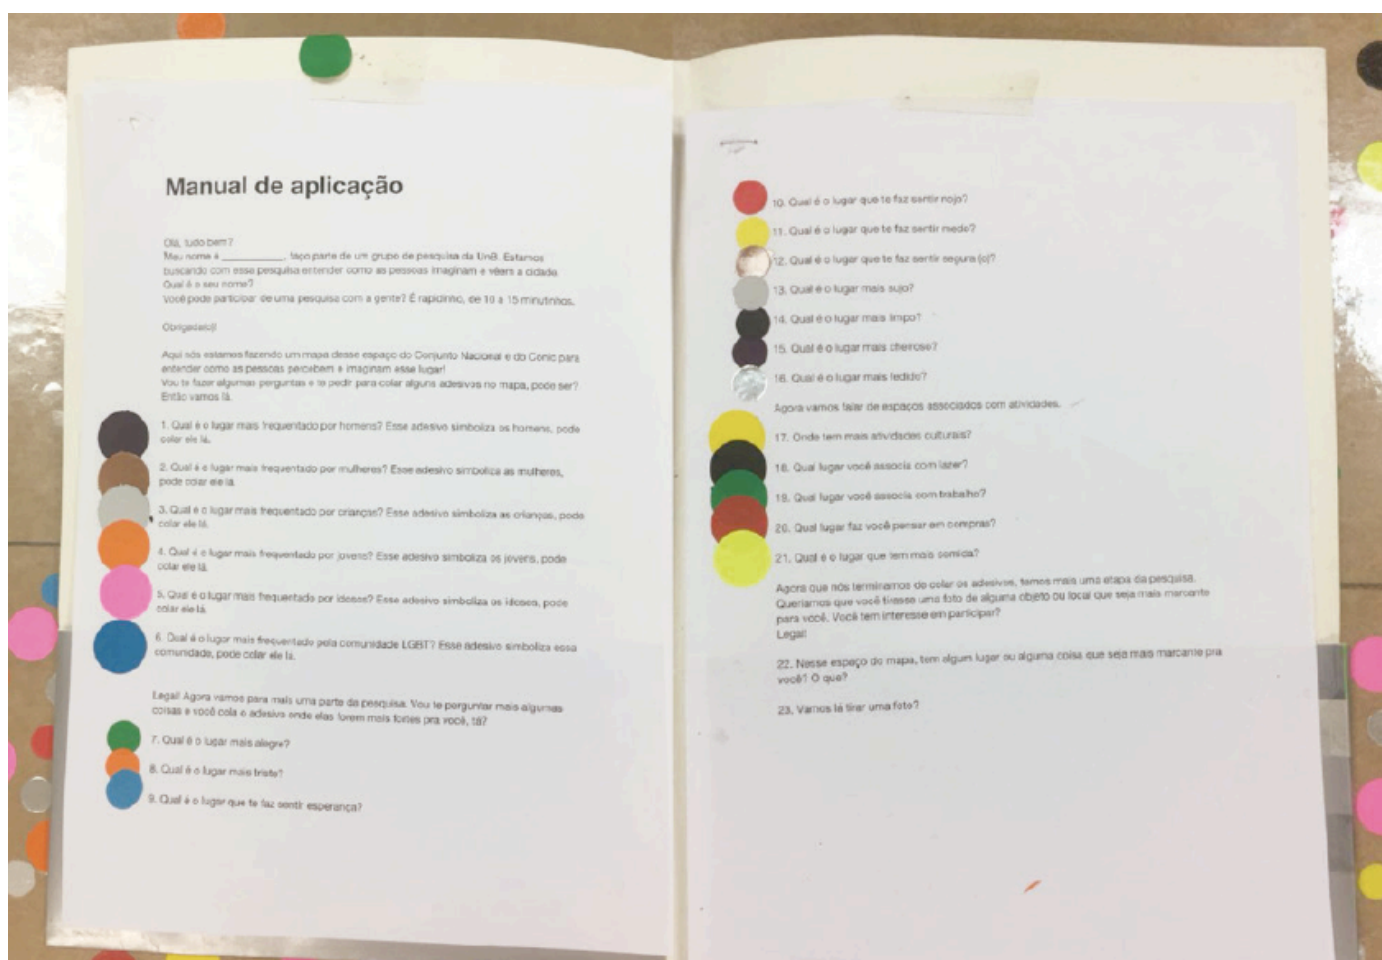 Manual de aplicação
Olá, tudo bem?
Meu nome é __________, faço parte de um grupo de pesquisa da UnB. Estamos
buscando com essa pesquisa entender como as pessoas imaginam e vêem a cidade.
Qual é o seu nome?
Você pode participar de uma pesquisa com a gente? É rapidinho, de 10 a 15 minutinhos.
Obrigada(o)!
Aqui nós estamos fazendo um mapa desse espaço do Conjunto Nacional e do Conic para
entender como as pessoas percebem e imaginam esse lugar!
Vou te fazer algumas perguntas e te pedir para colar alguns adesivos no mapa, pode ser?
Então vamos lá.
1. Qual é o lugar mais frequentado por homens? Esse adesivo simboliza os homens, pode
colar ele lá.
2. Qual é o lugar mais frequentado por mulheres? Esse adesivo simboliza as mulheres,
pode colar ele lá.
3. Qual é o lugar mais frequentado por crianças? Esse adesivo simboliza as crianças, pode
colar ele lá.
4. Qual é o lugar mais frequentado por jovens? Esse adesivo simboliza os jovens, pode
colar ele lá.
5. Qual é o lugar mais frequentado por idosos? Esse adesivo simboliza os idosos, pode
colar ele lá.
6. Qual é o lugar mais frequentado pela comunidade LGBT? Esse adesivo simboliza essa
comunidade, pode colar ele lá.
Legal! Agora vamos para mais uma parte da pesquisa. Vou te perguntar mais algumas
coisas e você cola o adesivo onde elas forem mais fortes pra você, tá?
7. Qual é o lugar mais alegre?
8. Qual é o lugar mais triste?
9. Qual é o lugar que te faz sentir esperança?
10. Qual é o lugar que te faz sentir nojo?
11. Qual é o lugar que te faz sentir medo?
12. Qual é o lugar que te faz sentir segura (o)?
13. Qual é o lugar mais sujo?
14. Qual é o lugar mais limpo?
15. Qual é o lugar mais cheiroso?
16. Qual é o lugar mais fedido?
Agora vamos falar de espaços associados com atividades.
17. Onde tem mais atividades culturais?
18. Qual lugar você associa com lazer?
19. Qual lugar você associa com trabalho?
20. Qual lugar faz você pensar em compras?
21. Qual é o lugar que tem mais comida?
Agora que nós terminamos de colar os adesivos, temos mais uma etapa da pesquisa.
Queríamos que você tirasse uma foto de alguma objeto ou local que seja mais marcante
para você. Você tem interesse em participar?
Legal!
22. Nesse espaço do mapa, tem algum lugar ou alguma coisa que seja mais marcante pra
você? O que?
23. Vamos lá tirar uma foto?